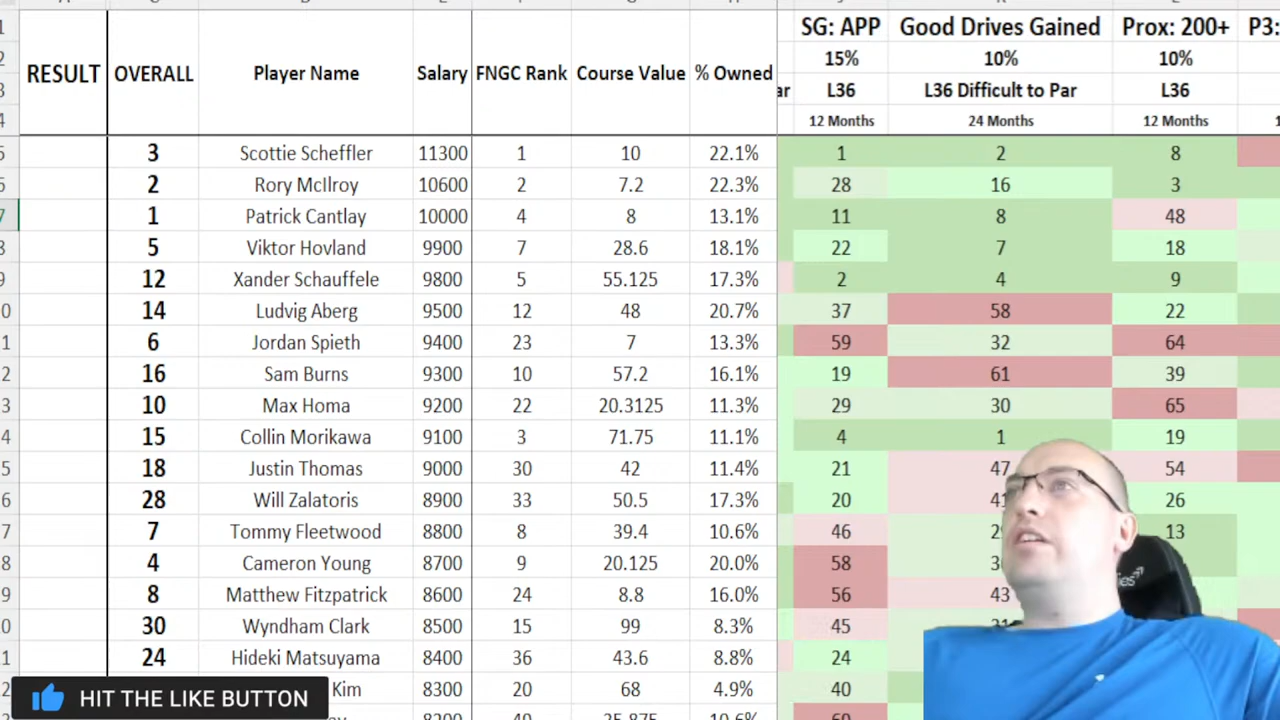 SG: APP Good Drives Gained Prox: 200+ P3:
15% 10% 10%
RESULT OVERALL Player Name Salary FNGC Rank Course Value % Owned
ar L36 L36 Difficult to Par L36
12 Months 24 Months 12 Months
3 Scottie Scheffler 11300 1 10 22.1% 1 2 8
2 Rory McIlroy 10600 2 7.2 22.3% 28 16 3
1 Patrick Cantlay 10000 4 8 13.1% 11 8 48
5 Viktor Hovland 9900 7 28.6 18.1% 22 7 18
12 Xander Schauffele 9800 5 55.125 17.3% 2 4 9
14 Ludvig Aberg 9500 12 48 20.7% 37 58 22
6 Jordan Spieth 9400 23 7 13.3% 59 32 64
16 Sam Burns 9300 10 57.2 16.1% 19 61 39
10 Max Homa 9200 22 20.3125 11.3% 29 30 65
15 Collin Morikawa 9100 3 71.75 11.1% 4 1 19
18 Justin Thomas 9000 30 42 11.4% 21 47 54
28 Will Zalatoris 8900 33 50.5 17.3% 20 41 26
7 Tommy Fleetwood 8800 8 39.4 10.6% 46 13
4 Cameron Young 8700 9 20.125 20.0% 58
8 Matthew Fitzpatrick 8600 24 8.8 16.0% 56 43
30 Wyndham Clark 8500 15 99 8.3% 45
24 Hideki Matsuyama 8400 36 43.6 8.8% 24
Kim 8300 20 68 4.9% 40
HIT THE LIKE BUTTON